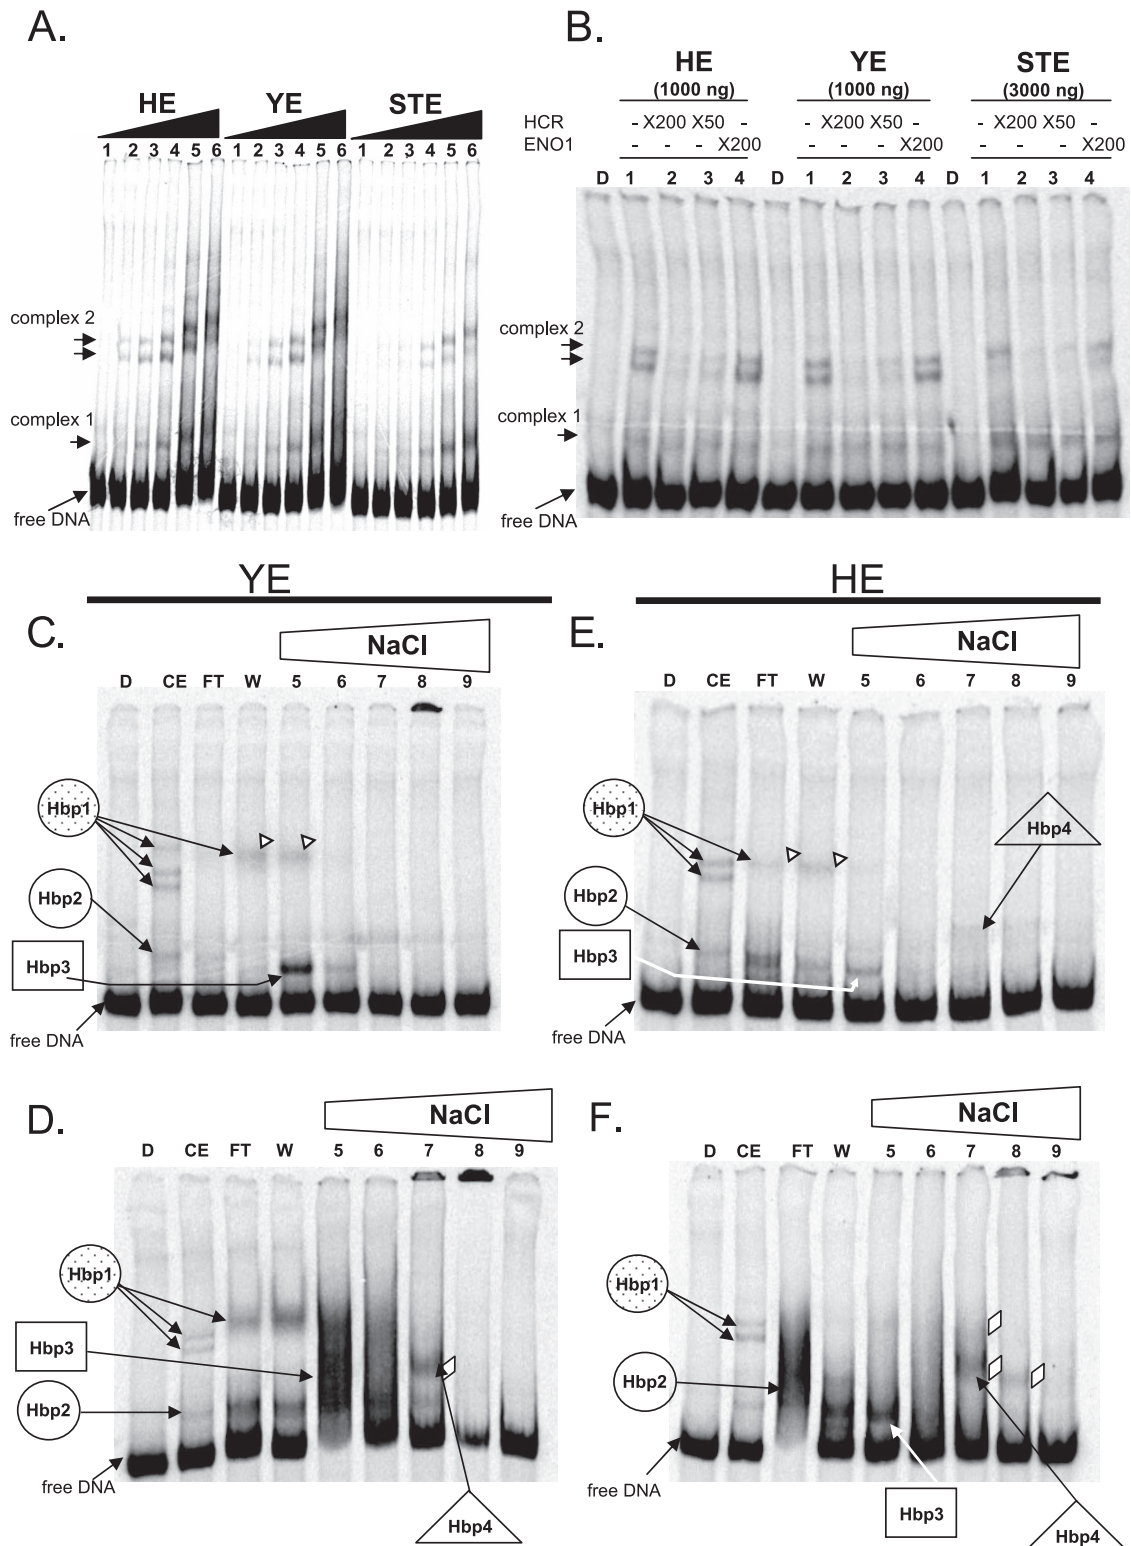 A.
HE YE STE
1 2 3 4 5 6 1 2 3 4 5 6 1 2 3 4 5 6
complex 2
complex 1
free DNA
B.
HE YE STE
(1000 ng) (1000 ng) (3000 ng)
HCR - X200 X50 - - X200 X50 - - X200 X50 -
ENO1 - - - X200 - - - X200 - - - X200
D 1 2 3 4 D 1 2 3 4 D 1 2 3 4
complex 2
complex 1
free DNA
YE
C.
NaCl
D CE FT W 5 6 7 8 9
Hbp1
Hbp2
Hbp3
free DNA
HE
E.
NaCl
D CE FT W 5 6 7 8 9
Hbp1
Hbp4
Hbp2
Hbp3
free DNA
D.
NaCl
D CE FT W 5 6 7 8 9
Hbp1
Hbp3
Hbp2
free DNA
Hbp4
F.
NaCl
D CE FT W 5 6 7 8 9
Hbp1
Hbp2
free DNA
Hbp3
Hbp4